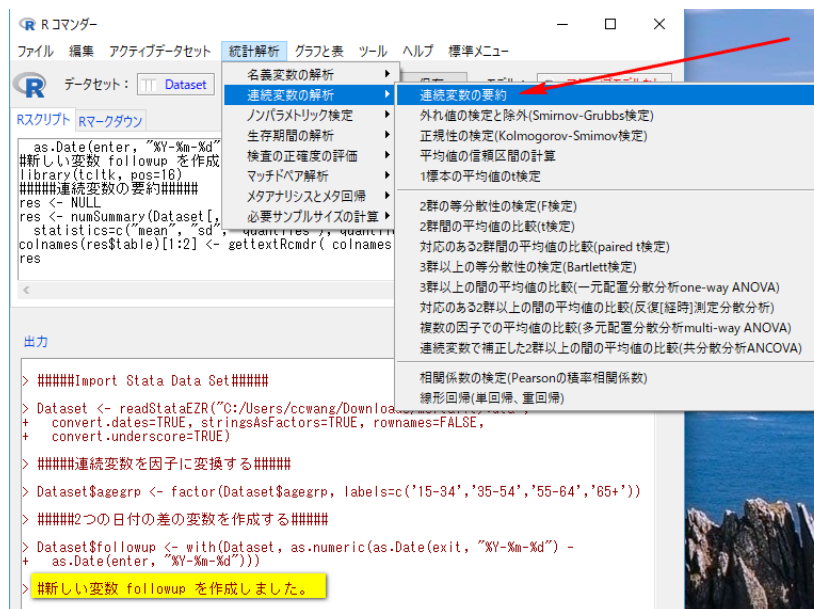 R コマンダー
ファイル 編集 アクティブデータセット 統計解析 グラフと表 ツール ヘルプ 標準メニュー
データセット: Dataset
Rスクリプト Rマークダウン
as.Date(enter, "%Y-%m-%d"
#新しい変数 followup を作成
library(tcltk, pos=16)
#####連続変数の要約#####
res <- NULL
res <- numSummary(Dataset[,
statistics=c("mean", "sd",
colnames(res$table)[1:2] <- gettextRcmdr( colnames
res
名義変数の解析
連続変数の解析
ノンパラメトリック検定
生存期間の解析
検査の正確度の評価
マッチドペア解析
メタアナリシスとメタ回帰
必要サンプルサイズの計算
連続変数の要約
外れ値の検定と除外(Smirnov-Grubbs検定)
正規性の検定(Kolmogorov-Smirnov検定)
平均値の信頼区間の計算
1標本の平均値のt検定
2群の等分散性の検定(F検定)
2群間の平均値の比較(t検定)
対応のある2群間の平均値の比較(paired t検定)
3群以上の等分散性の検定(Bartlett検定)
3群以上の間の平均値の比較(一元配置分散分析one-way ANOVA)
対応のある2群以上の間の平均値の比較(反復[経時]測定分散分析)
複数の因子での平均値の比較(多元配置分散分析multi-way ANOVA)
連続変数で補正した2群以上の間の平均値の比較(共分散分析ANCOVA)
相関係数の検定(Pearsonの積率相関係数)
線形回帰(単回帰、重回帰)
出力
> #####Import Stata Data Set#####
> Dataset <- readStataEZR("C:/Users/ccwang/Downloads/
+ convert.dates=TRUE, stringsAsFactors=TRUE, rownames=FALSE,
+ convert.underscore=TRUE)
> #####連続変数を因子に変換する#####
> Dataset$agegrp <- factor(Dataset$agegrp, labels=c('15-34','35-54','55-64','65+'))
> #####2つの日付の差の変数を作成する#####
> Dataset$followup <- with(Dataset, as.numeric(as.Date(exit, "%Y-%m-%d") -
+ as.Date(enter, "%Y-%m-%d")))
> #新しい変数 followup を作成しました。